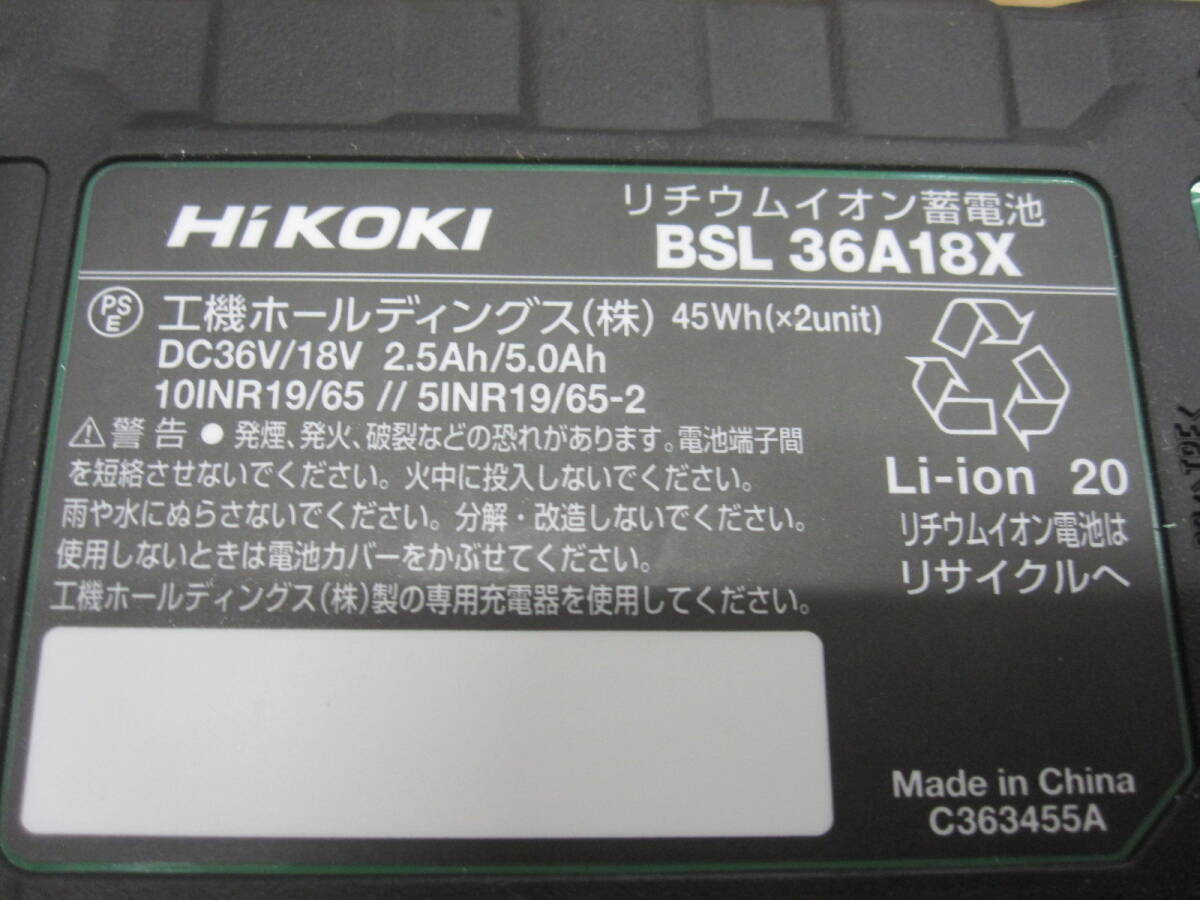 HiKOKI
リチウムイオン蓄電池
BSL 36A18X
PSE 工機ホールディングス(株) 45Wh(×2unit)
DC36V/18V 2.5Ah/5.0Ah
10INR19/65 // 5INR19/65-2
⚠警告 ● 発煙、発火、破裂などの恐れがあります。電池端子間
を短絡させないでください。火中に投入しないでください。
雨や水にぬらさないでください。分解・改造しないでください。
使用しないときは電池カバーをかぶせてください。
工機ホールディングス(株)製の専用充電器を使用してください。
Li-ion 20
リチウムイオン電池は
リサイクルへ
Made in China
C363455A